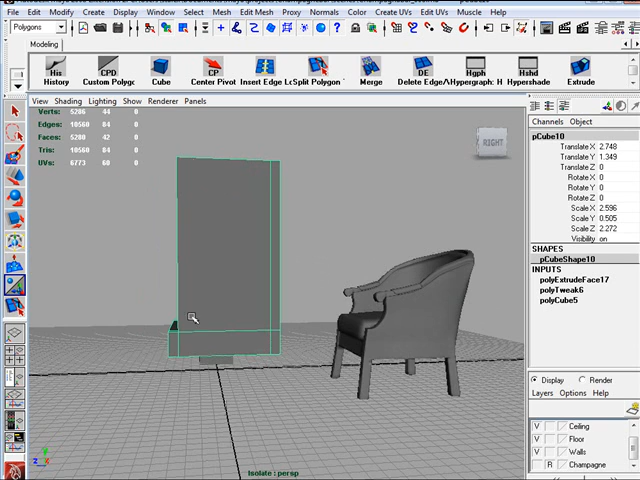 File Edit Modify Create Display Window Select Mesh Edit Mesh Proxy Normals Color Create UVs Edit UVs Muscle Help
Polygons
Modeling
His CPD CP DE Hgph Hshd
History Custom Polygc Cube Center Pivot Insert Edge Lo Split Polygon Merge Delete Edge/V Hypergraph: H Hypershade Extrude
View Shading Lighting Show Renderer Panels
Verts: 5286 44 0
Edges: 10560 84 0
Faces: 5280 42 0
Tris: 10560 84 0
UVs: 6773 60 0
RIGHT
Isolate : persp
Channels Object
pCube10
Translate X 2.748
Translate Y 1.349
Translate Z 0
Rotate X 0
Rotate Y 0
Rotate Z 0
Scale X 2.596
Scale Y 0.505
Scale Z 2.272
Visibility on
SHAPES
pCubeShape10
INPUTS
polyExtrudeFace17
polyTweak6
polyCube5
Display Render
Layers Options Help
V Ceiling
V Floor
V Walls
R Champagne